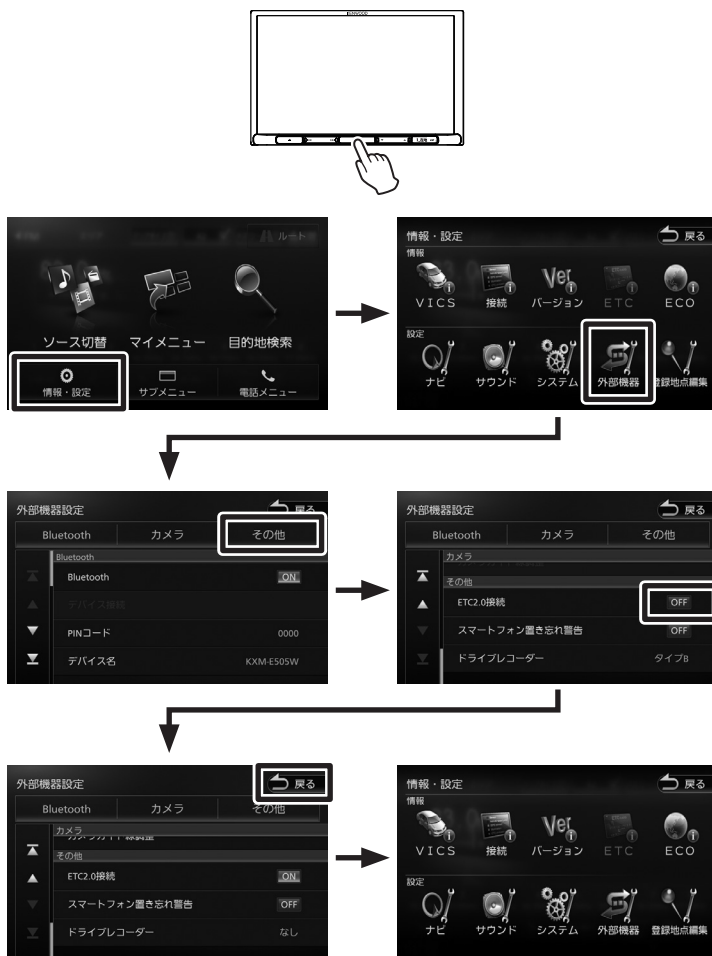 KENWOOD
ルート
ソース切替 マイメニュー 目的地検索
情報・設定 サブメニュー 電話メニュー
情報・設定 戻る
情報
VICS 接続 バージョン ETC ECO
Ver
設定
ナビ サウンド システム 外部機器 登録地点編集
外部機器設定 戻る
Bluetooth カメラ その他
Bluetooth
Bluetooth ON
デバイス接続
PINコード 0000
デバイス名 KXM-E505W
外部機器設定 戻る
Bluetooth カメラ その他
カメラ
その他
ETC2.0接続 OFF
スマートフォン置き忘れ警告 OFF
ドライブレコーダー タイプB
外部機器設定 戻る
Bluetooth カメラ その他
カメラ
その他
ETC2.0接続 ON
スマートフォン置き忘れ警告 OFF
ドライブレコーダー なし
情報・設定 戻る
情報
Ver
VICS 接続 バージョン ETC ECO
設定
ナビ サウンド システム 外部機器 登録地点編集